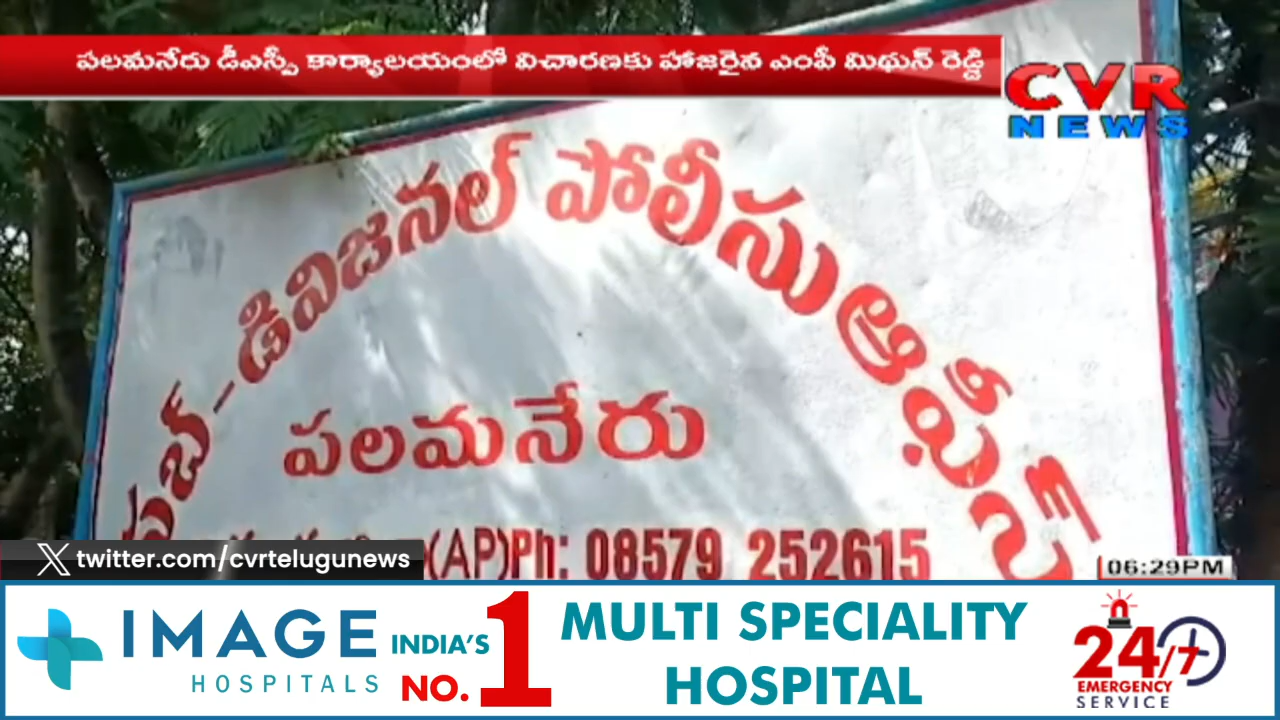 పలమనేరు డీఎస్పీ కార్యాలయంలో విచారణకు హాజరైన ఎంపీ మిథున్ రెడ్డి
CVR
NEWS
సబ్-డివిజనల్ పోలీసు ఆఫీస్
పలమనేరు
(AP)Ph: 08579 252615
twitter.com/cvrtelugunews
06:29PM
IMAGE
HOSPITALS
INDIA'S
NO. 1
MULTI SPECIALITY
HOSPITAL
24/7
EMERGENCY
SERVICE